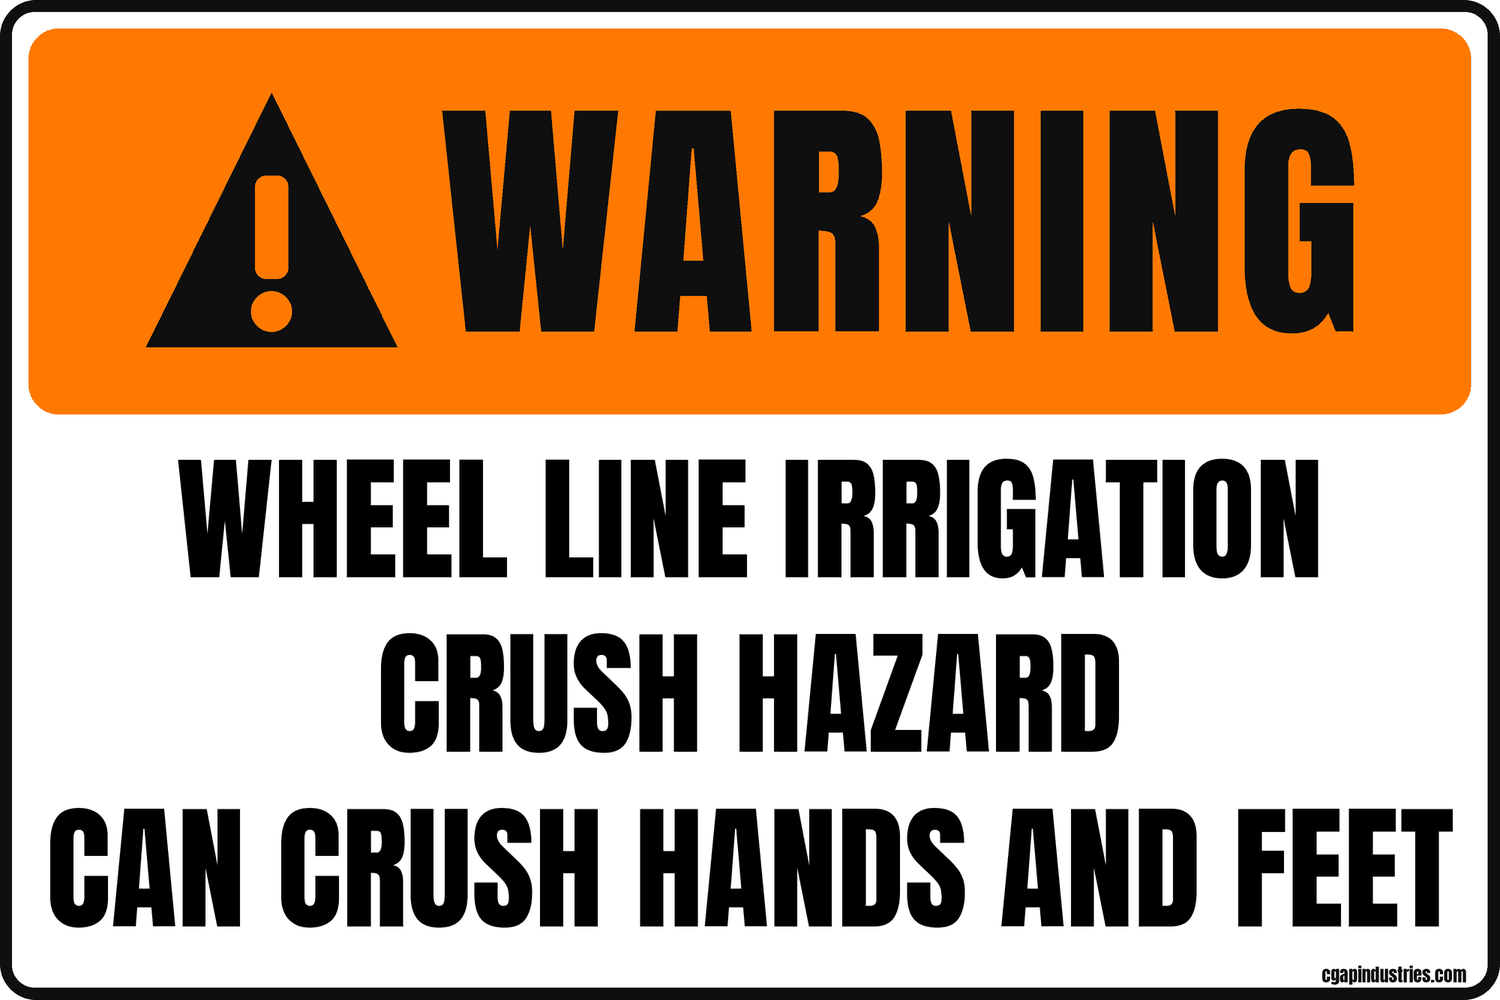 WARNING
WHEEL LINE IRRIGATION
CRUSH HAZARD
CAN CRUSH HANDS AND FEET
cgapindustries.com